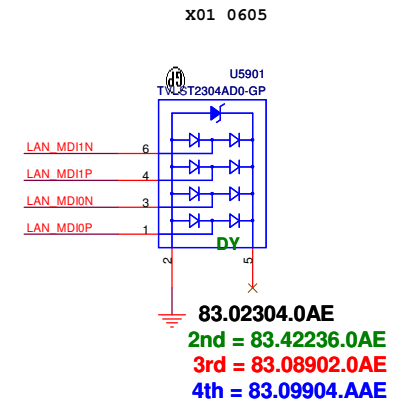 X01 0605
GP
U5901
TVLST2304AD0-GP
LAN_MDI1N
6
LAN_MDI1P
4
LAN_MDI0N
3
LAN_MDI0P
1
DY
2
5
83.02304.0AE
2nd = 83.42236.0AE
3rd = 83.08902.0AE
4th = 83.09904.AAE